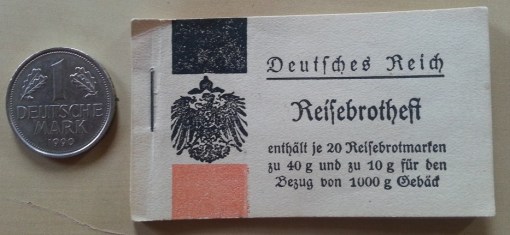 1
DEUTSCHE
MARK
1990
Deutsches Reich
Reisebrotheft
enthält je 20 Reisebrotmarken
zu 40 g und zu 10 g für den
Bezug von 1000 g Gebäck